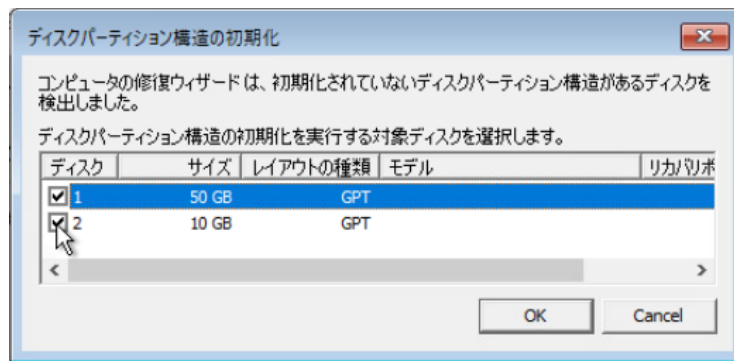 ディスクパーティション構造の初期化
コンピュータの修復ウィザードは、初期化されていないディスクパーティション構造があるディスクを
検出しました。
ディスクパーティション構造の初期化を実行する対象ディスクを選択します。
ディスク サイズ レイアウトの種類 モデル リカバリポ
1 50 GB GPT
2 10 GB GPT
OK Cancel